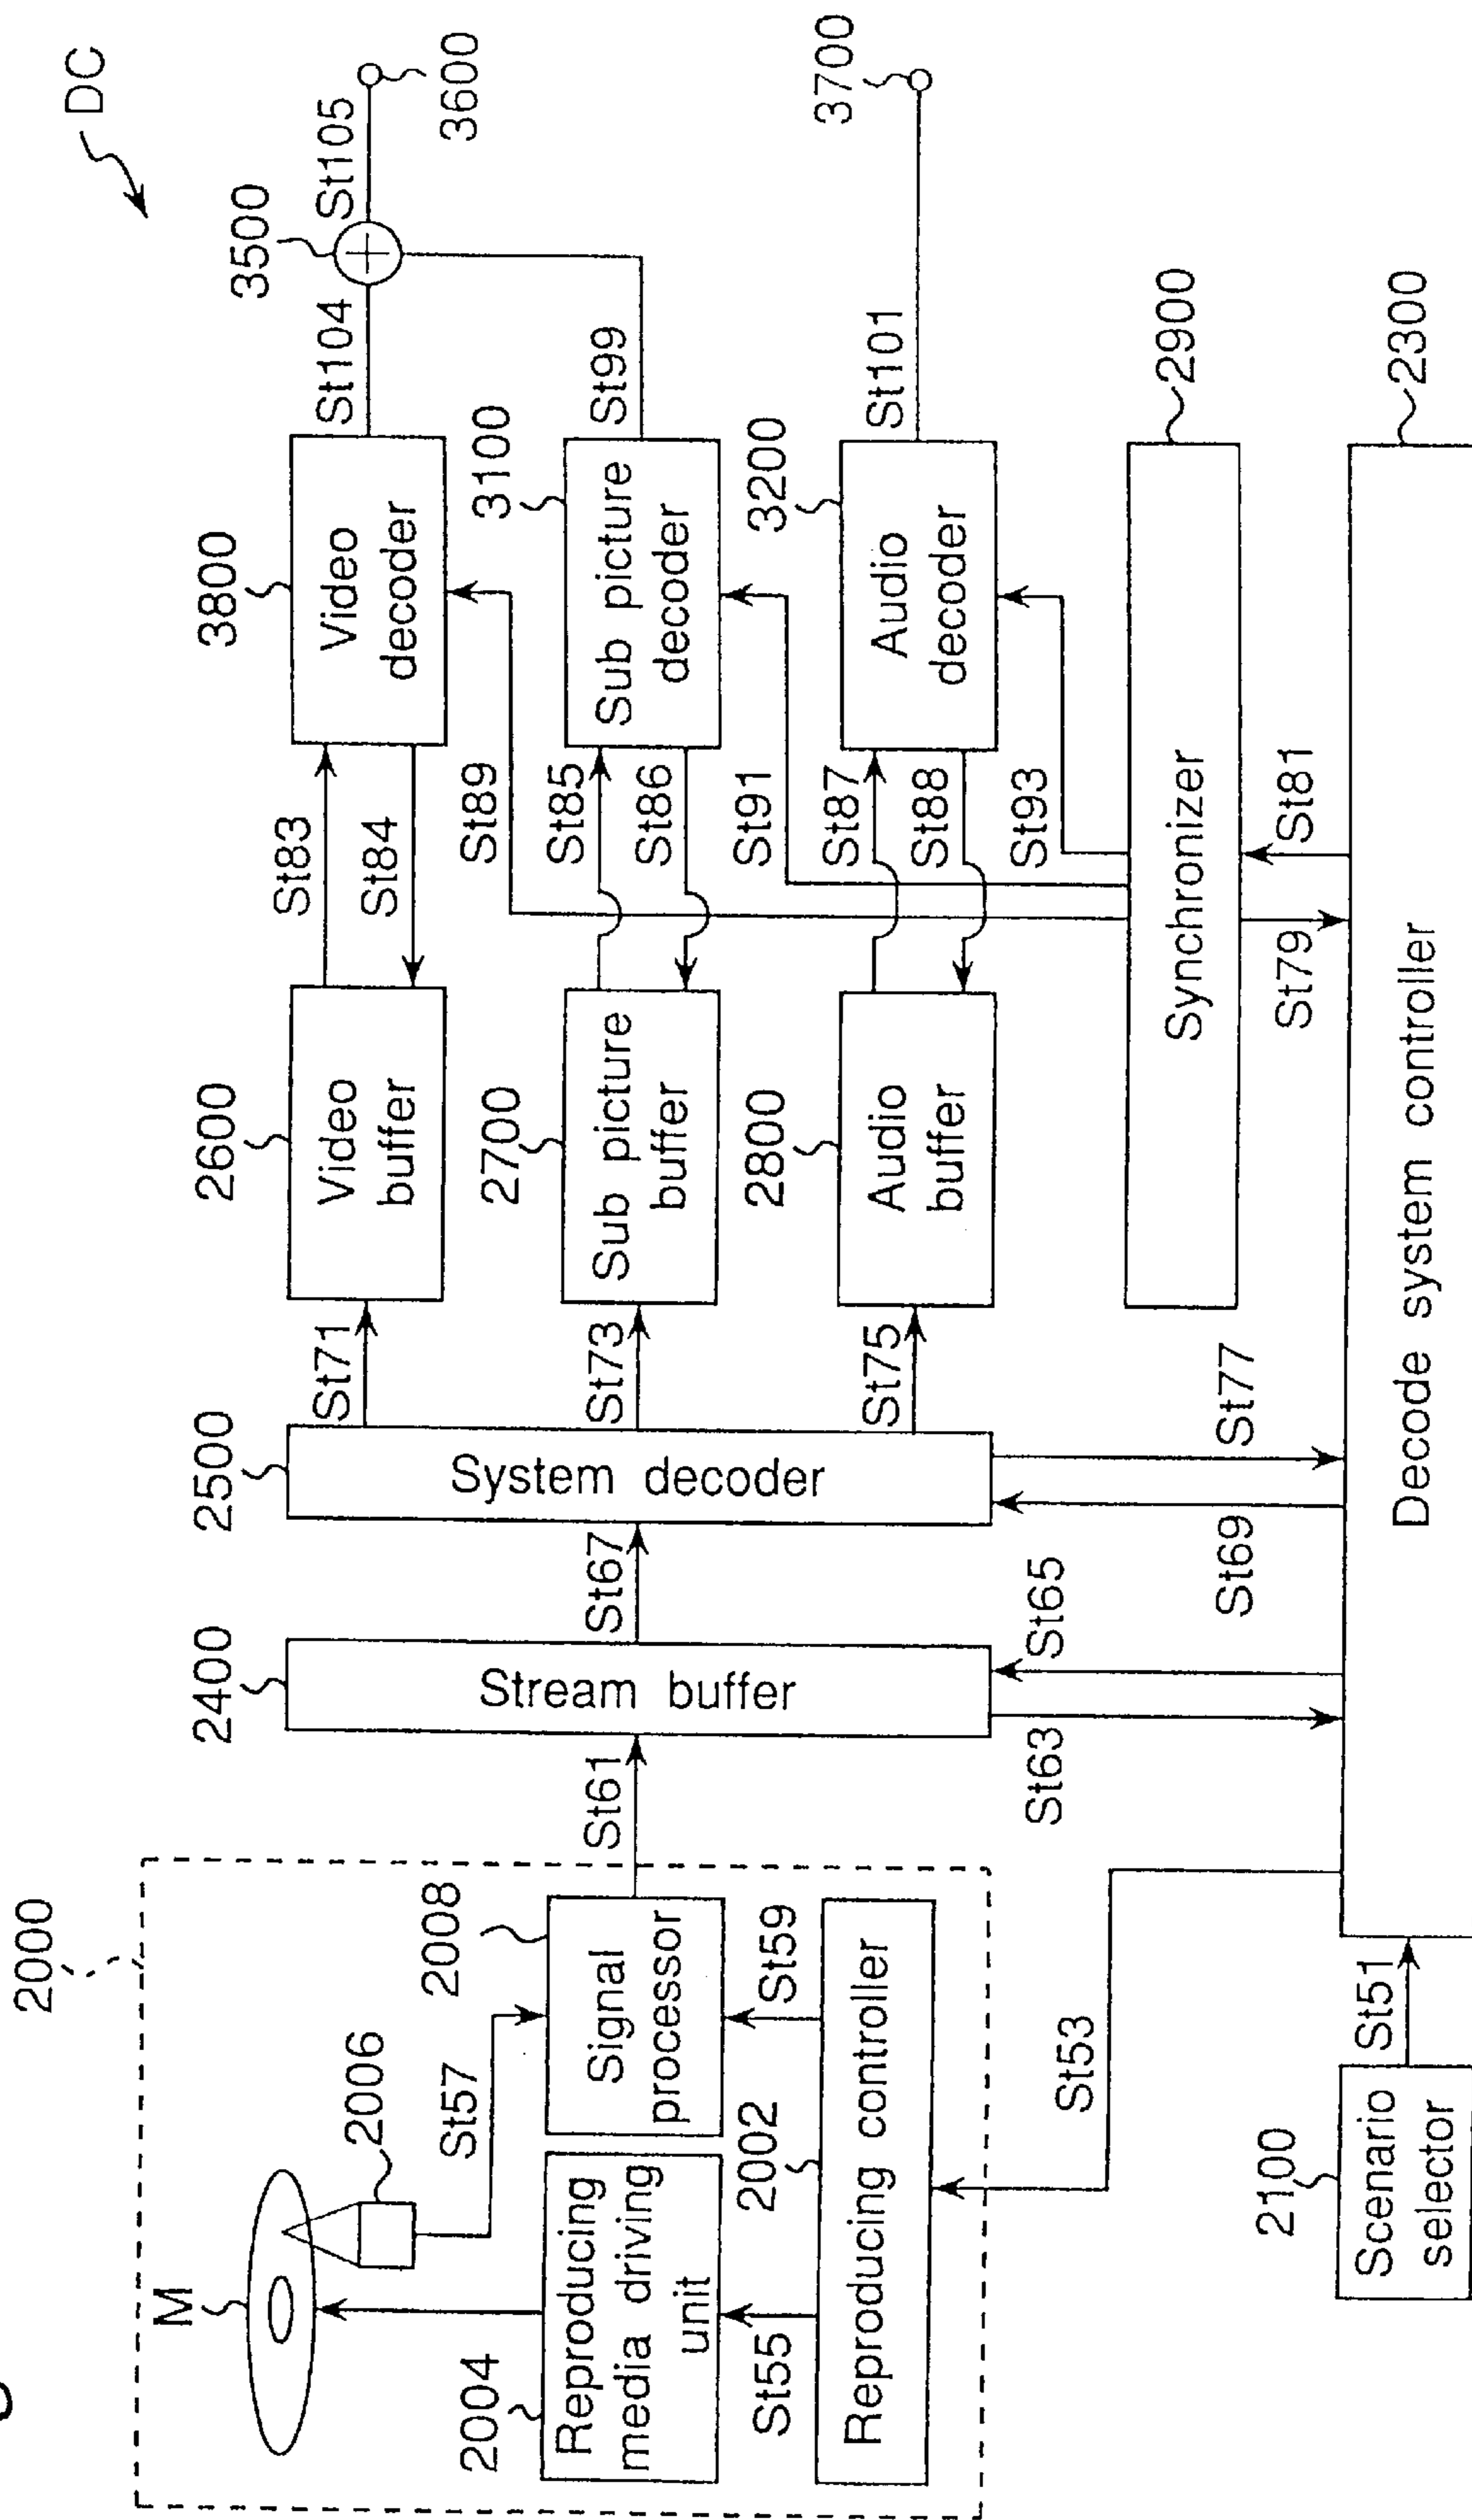 DC
2000
M
2006
St57
2004
Reproducing
media driving
unit
2008
Signal
processor
St55
2002
St59
Reproducing controller
St53
2100
Scenario
selector
St51
St61
2400
Stream buffer
St63
St65
St67
2500
System decoder
St69
St77
St71
St73
St75
2600
Video
buffer
2700
Sub picture
buffer
2800
Audio
buffer
St83
St84
St89
St85
St86
St91
St87
St88
St93
3800
Video
decoder
3100
Sub picture
decoder
3200
Audio
decoder
St104
3500
St105
3600
St99
St101
3700
Synchronizer
2900
St79
St81
Decode system controller
2300